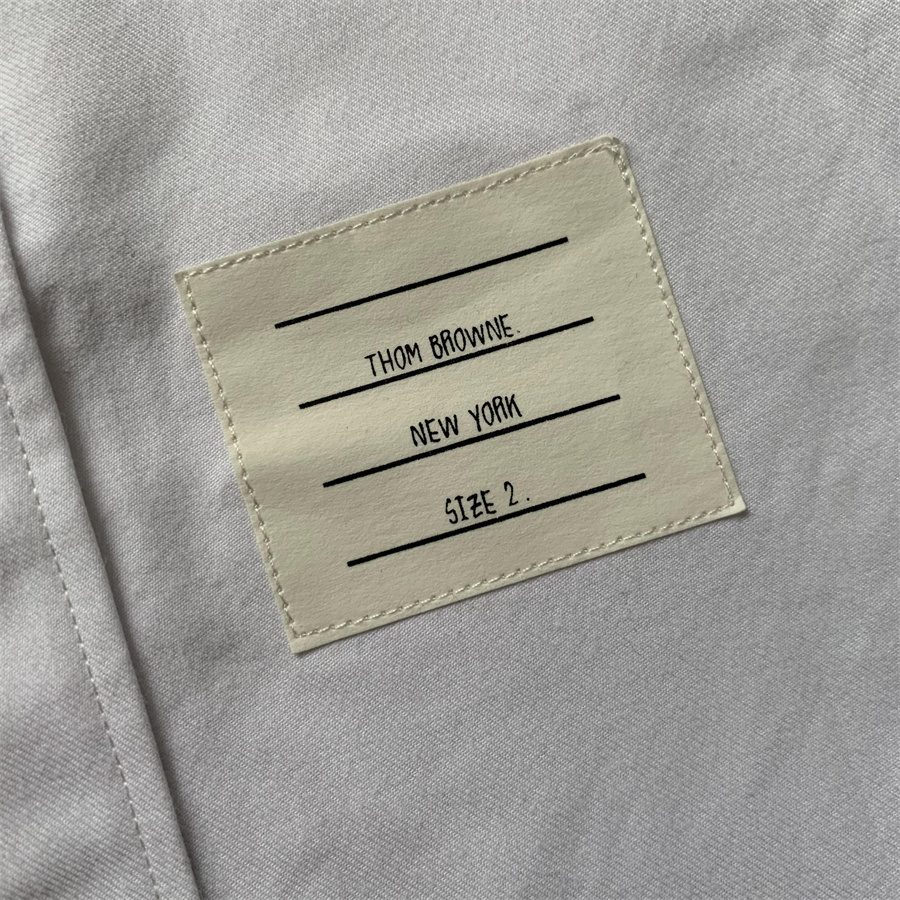 THOM BROWNE.
NEW YORK
SIZE 2.